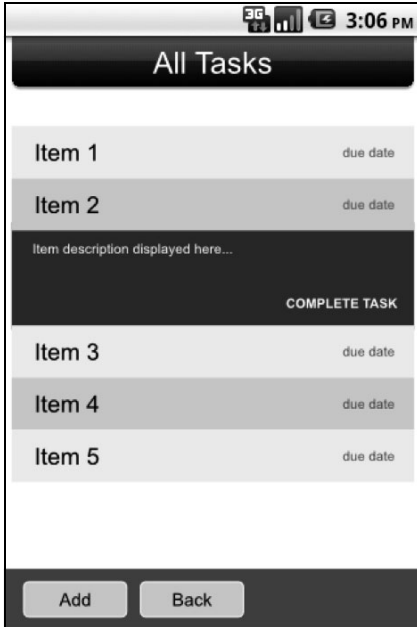 3G 3:06 PM
All Tasks
Item 1 due date
Item 2 due date
Item description displayed here...
COMPLETE TASK
Item 3 due date
Item 4 due date
Item 5 due date
Add Back